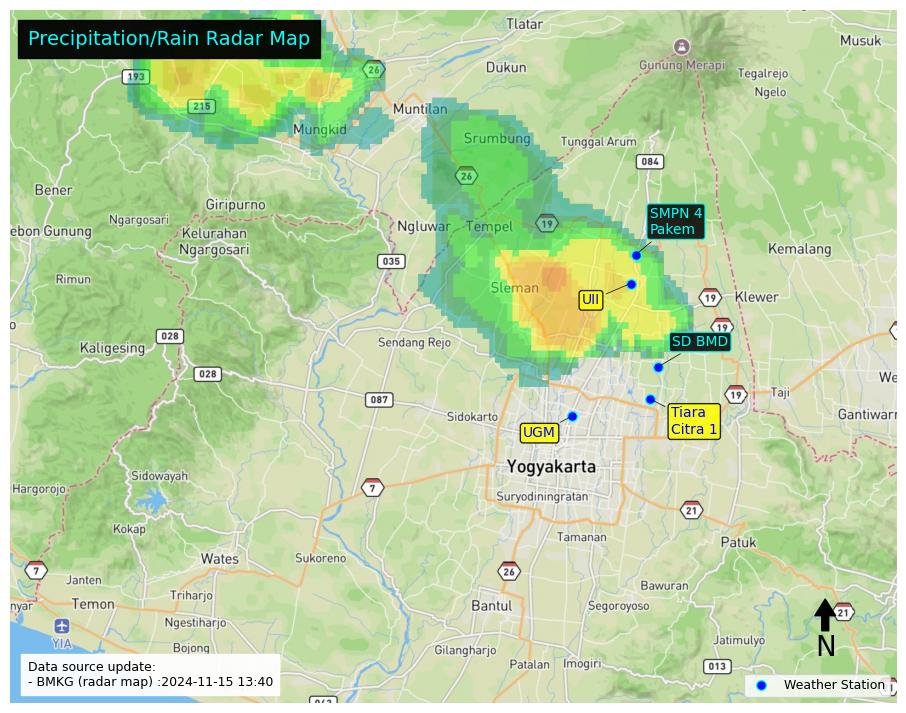 Precipitation/Rain Radar Map
Tlatar
Musuk
Gunung Merapi
Dukun
26
193
Tegalrejo
Ngelo
215
Muntilan
Mungkid
Srumbung
Tunggal Arum
084
26
Bener
Giripurno
SMPN 4
Pakem
Ngargosari
Ngluwar
Tempel
19
ebon Gunung
Kelurahan
Ngargosari
Kemalang
035
Rimun
Sleman
UII
19
Klewer
19
028
Sendang Rejo
SD BMD
Kaligesing
028
We
Taji
19
087
Tiara
Citra 1
Sidokarto
Gantiwarn
UGM
Yogyakarta
Sidowayah
7
Hargorojo
Suryodiningratan
21
Kokap
Tamanan
Patuk
Wates
Sukoreno
7
26
Janten
Bawuran
Triharjo
nyar
Temon
Bantul
Segoroyoso
21
Ngestiharjo
YIA
Jatimulyo
N
Bojong
Gilangharjo
Patalan
Imogiri
013
Data source update:
- BMKG (radar map) :2024-11-15 13:40
Weather Station